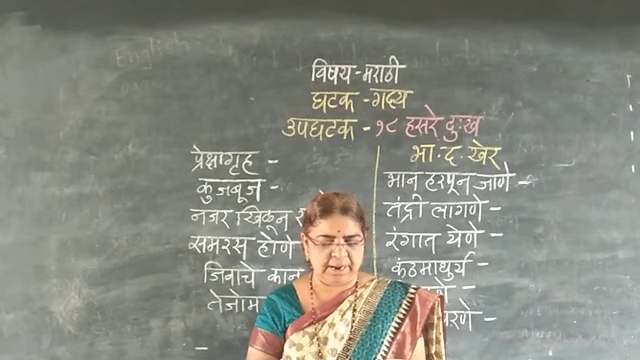 विषय - मराठी
घटक - गद्य
उपघटक - १८ हसरे दुःख
भा. द. खेर
प्रेक्षागृह -
कुजबूज -
नजर खिळून
समरस होणे
जिवाचे कान
तेजोम
भान हरपून जाणे -
तंद्री लागणे -
रंगात येणे -
कंठमाधुर्य -